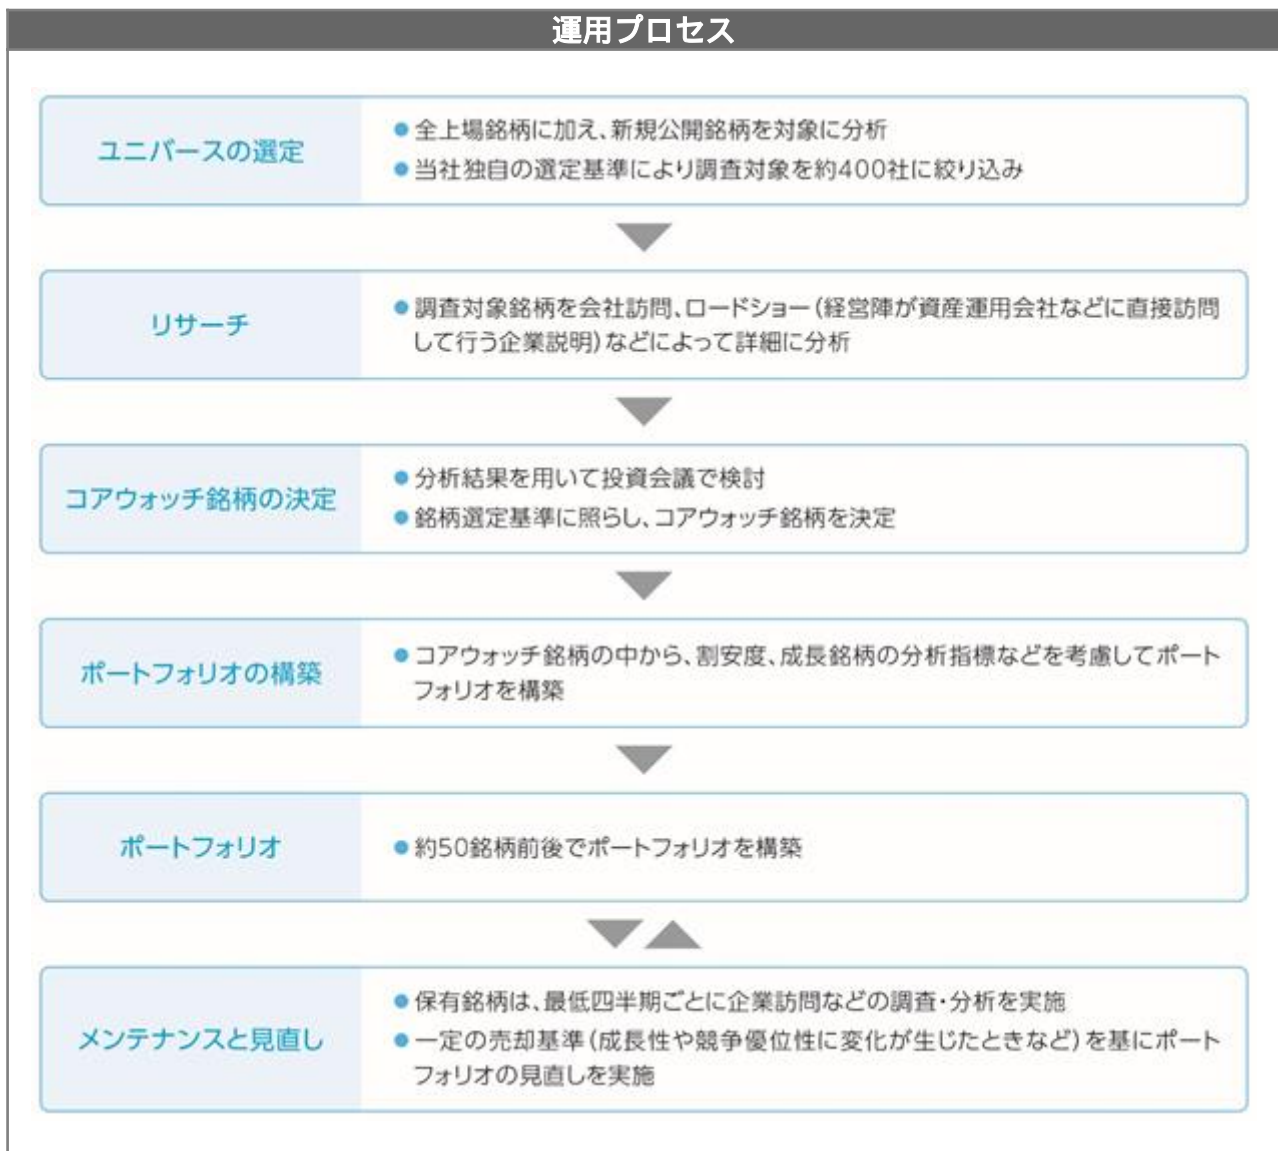 運用プロセス
ユニバースの選定
●全上場銘柄に加え、新規公開銘柄を対象に分析
●当社独自の選定基準により調査対象を約400社に絞り込み
リサーチ
●調査対象銘柄を会社訪問、ロードショー(経営陣が資産運用会社などに直接訪問
して行う企業説明)などによって詳細に分析
コアウォッチ銘柄の決定
●分析結果を用いて投資会議で検討
●銘柄選定基準に照らし、コアウォッチ銘柄を決定
ポートフォリオの構築
●コアウォッチ銘柄の中から、割安度、成長銘柄の分析指標などを考慮してポート
フォリオを構築
ポートフォリオ
●約50銘柄前後でポートフォリオを構築
メンテナンスと見直し
●保有銘柄は、最低四半期ごとに企業訪問などの調査・分析を実施
●一定の売却基準(成長性や競争優位性に変化が生じたときなど)を基にポート
フォリオの見直しを実施